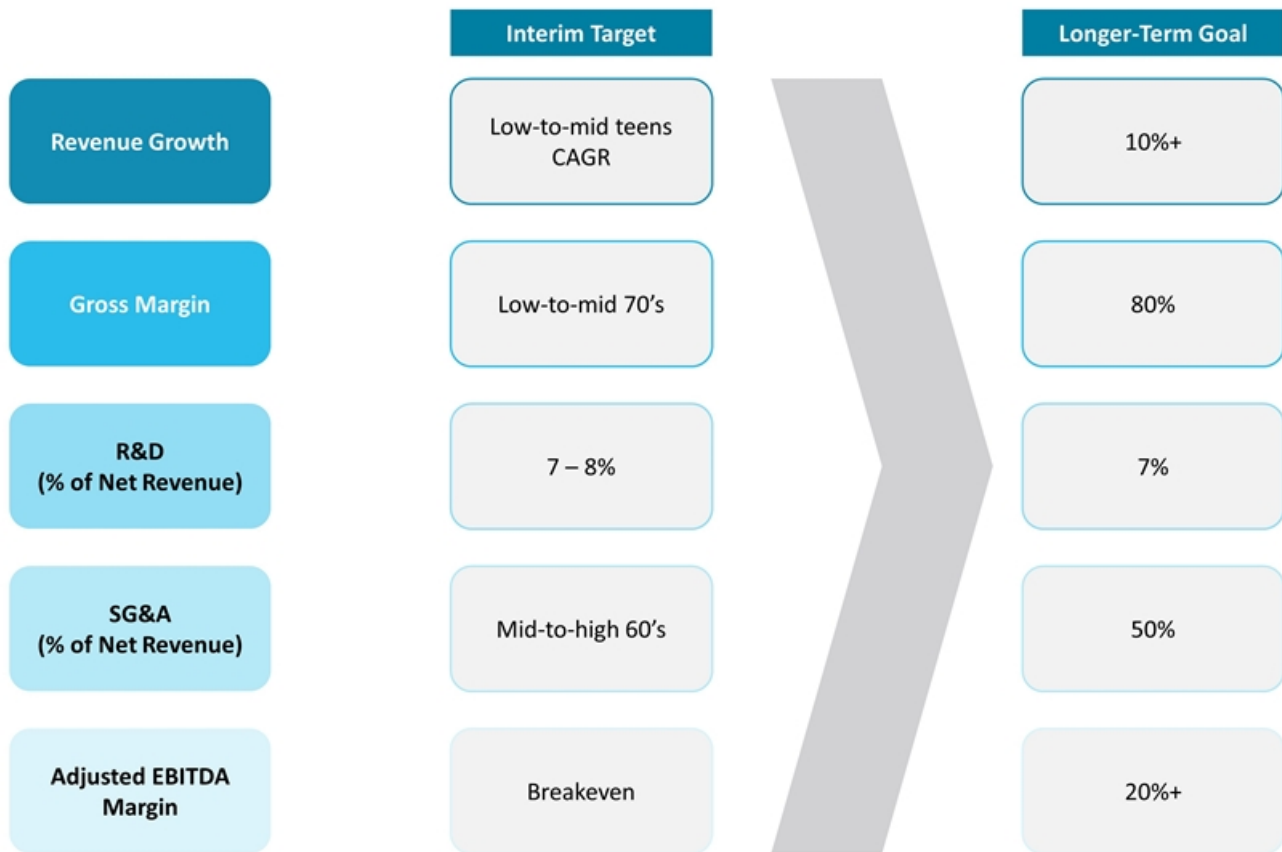 Interim Target
Longer-Term Goal
Revenue Growth
Low-to-mid teens
CAGR
10%+
Gross Margin
Low-to-mid 70’s
80%
R&D
(% of Net Revenue)
7 – 8%
7%
SG&A
(% of Net Revenue)
Mid-to-high 60’s
50%
Adjusted EBITDA
Margin
Breakeven
20%+